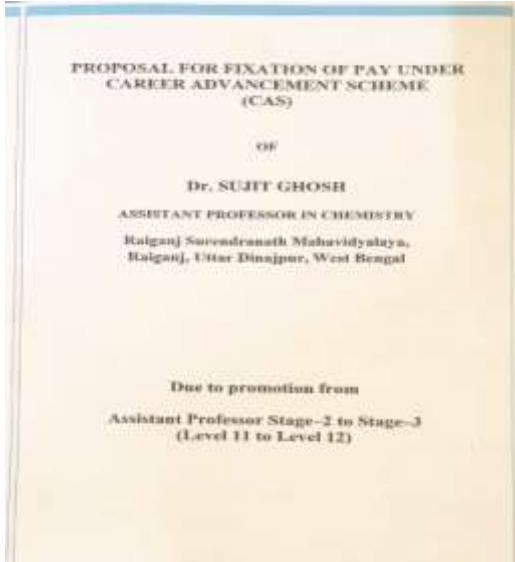 PROPOSAL FOR FIXATION OF PAY UNDER
CAREER ADVANCEMENT SCHEME
(CAS)
OF
Dr. SUJIT GHOSH
ASSISTANT PROFESSOR IN CHEMISTRY
Raiganj Surendranath Mahavidyalaya,
Raiganj, Uttar Dinajpur, West Bengal
Due to promotion from
Assistant Professor Stage–2 to Stage–3
(Level 11 to Level 12)